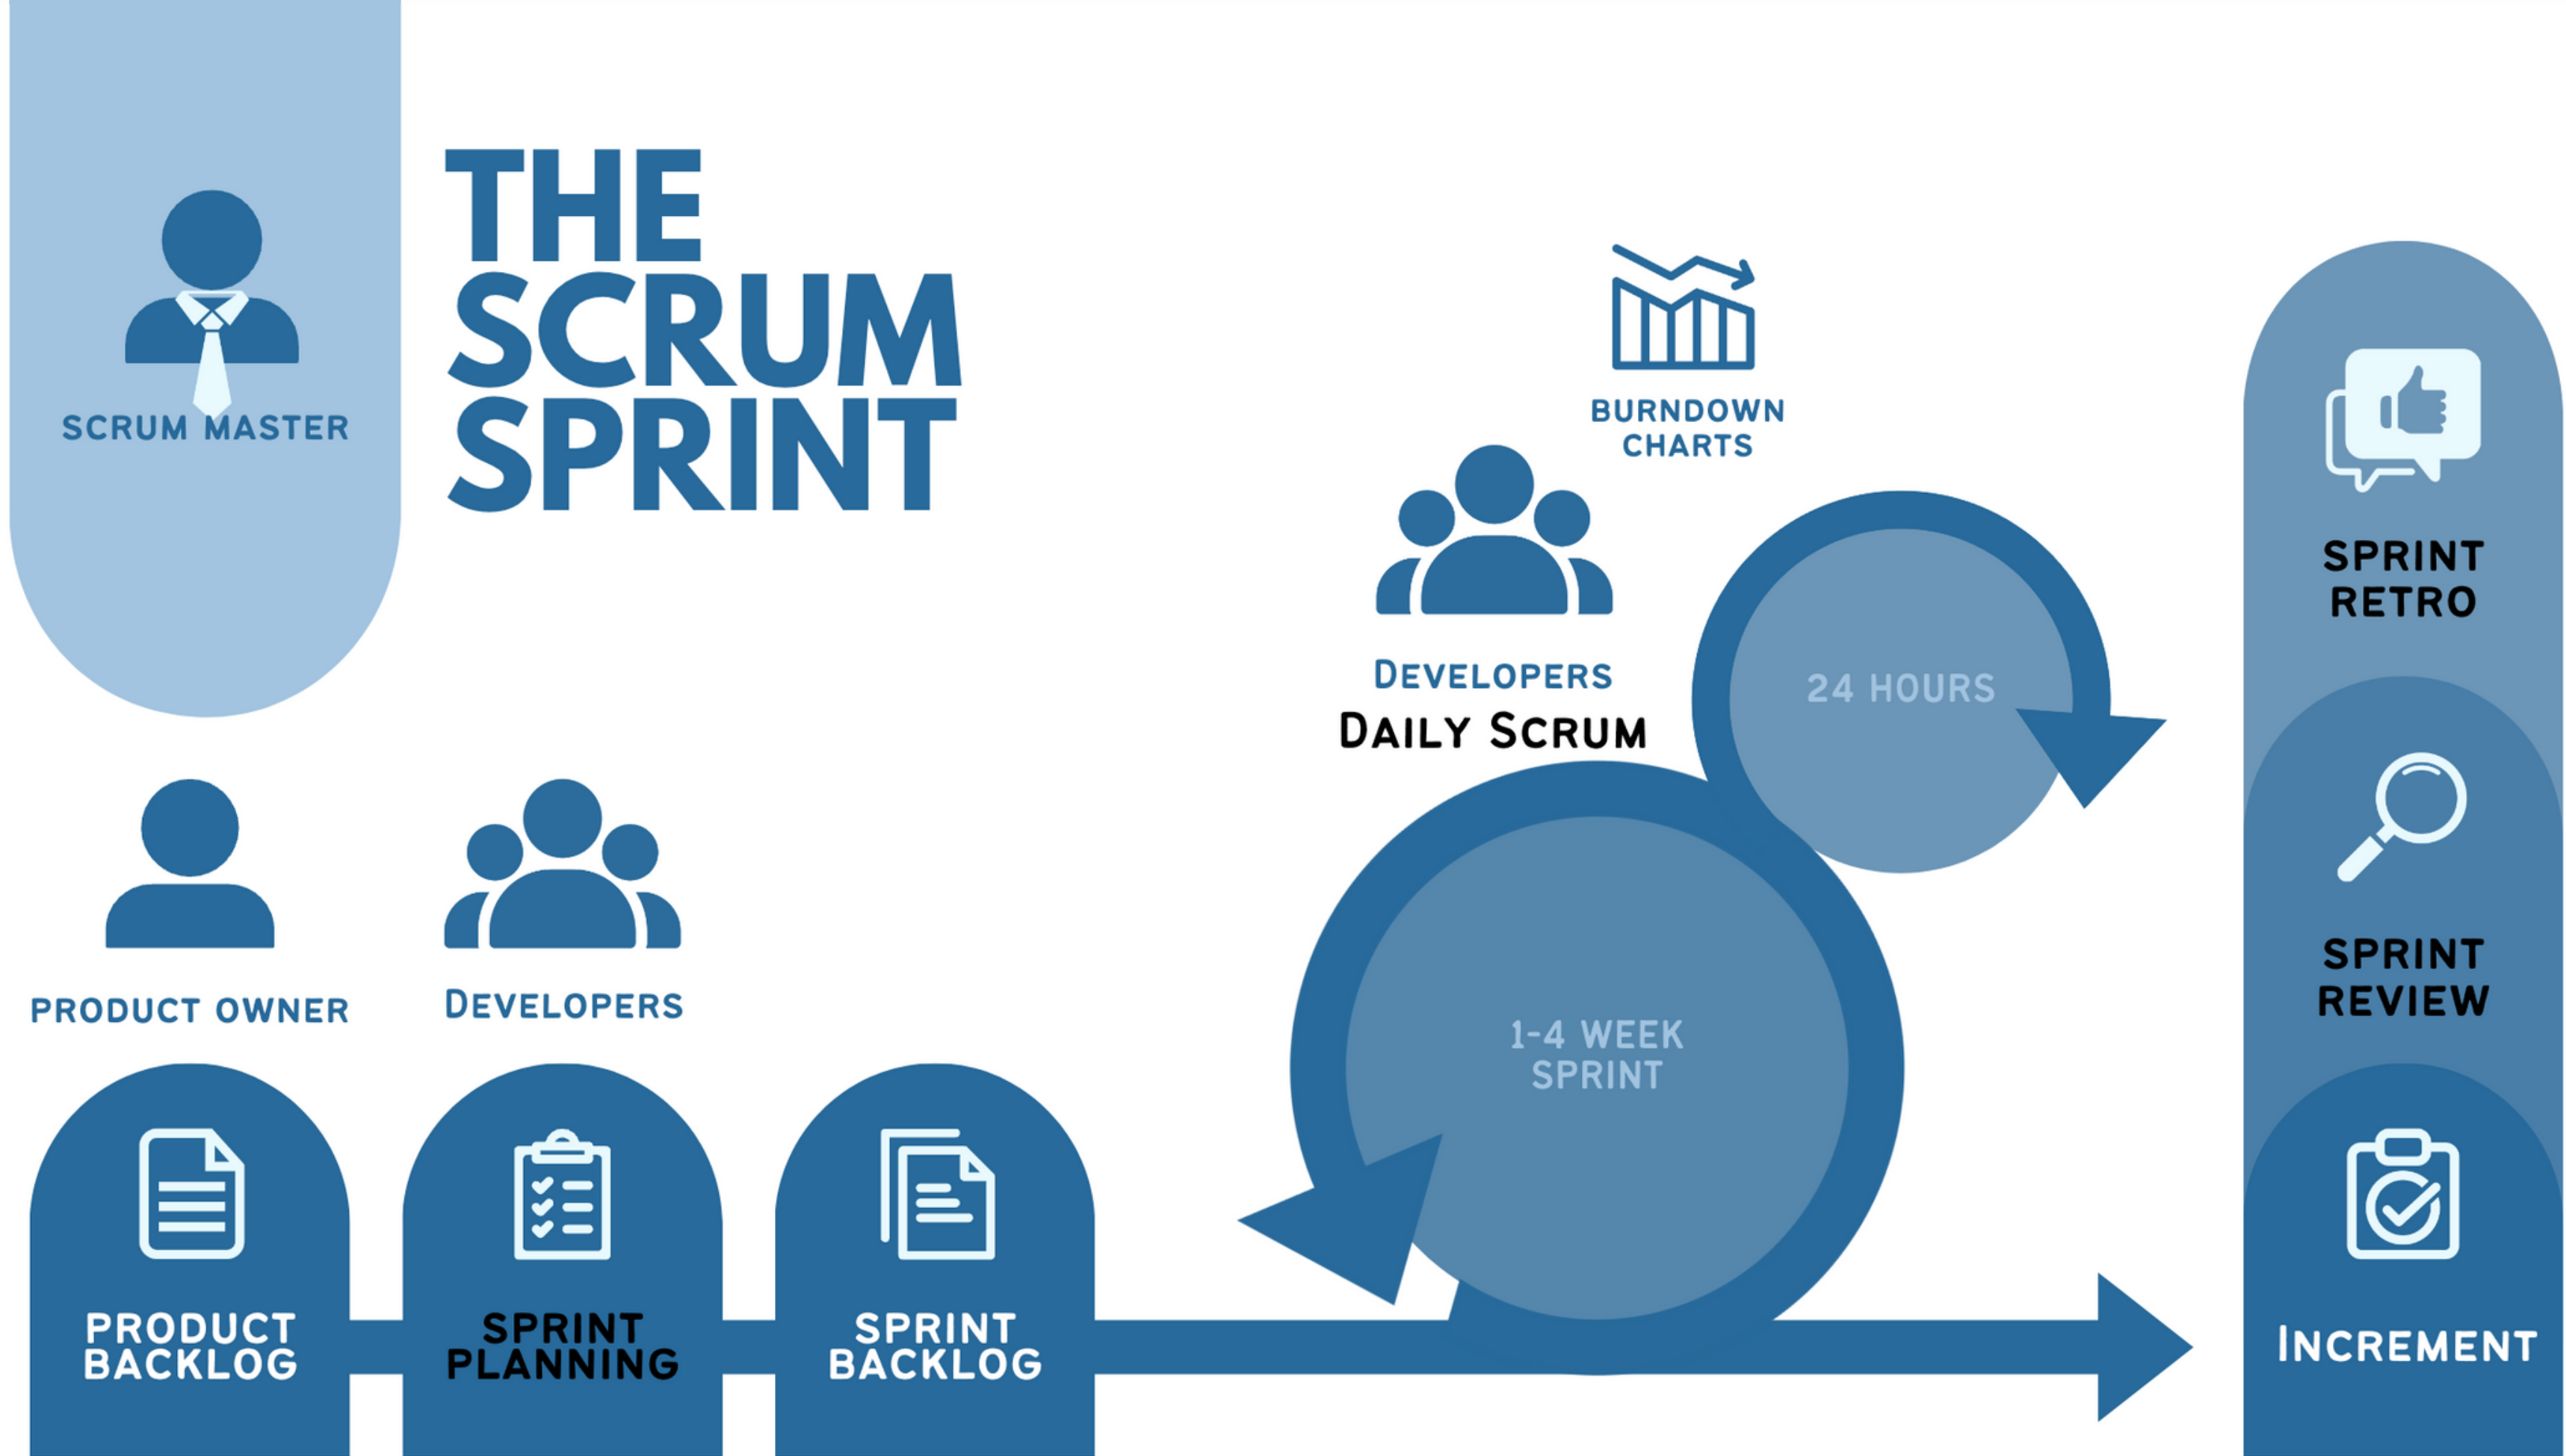 THE
SCRUM
SPRINT
SCRUM MASTER
BURNDOWN
CHARTS
DEVELOPERS
DAILY SCRUM
24 HOURS
1-4 WEEK
SPRINT
PRODUCT OWNER
DEVELOPERS
PRODUCT
BACKLOG
SPRINT
PLANNING
SPRINT
BACKLOG
SPRINT
RETRO
SPRINT
REVIEW
INCREMENT